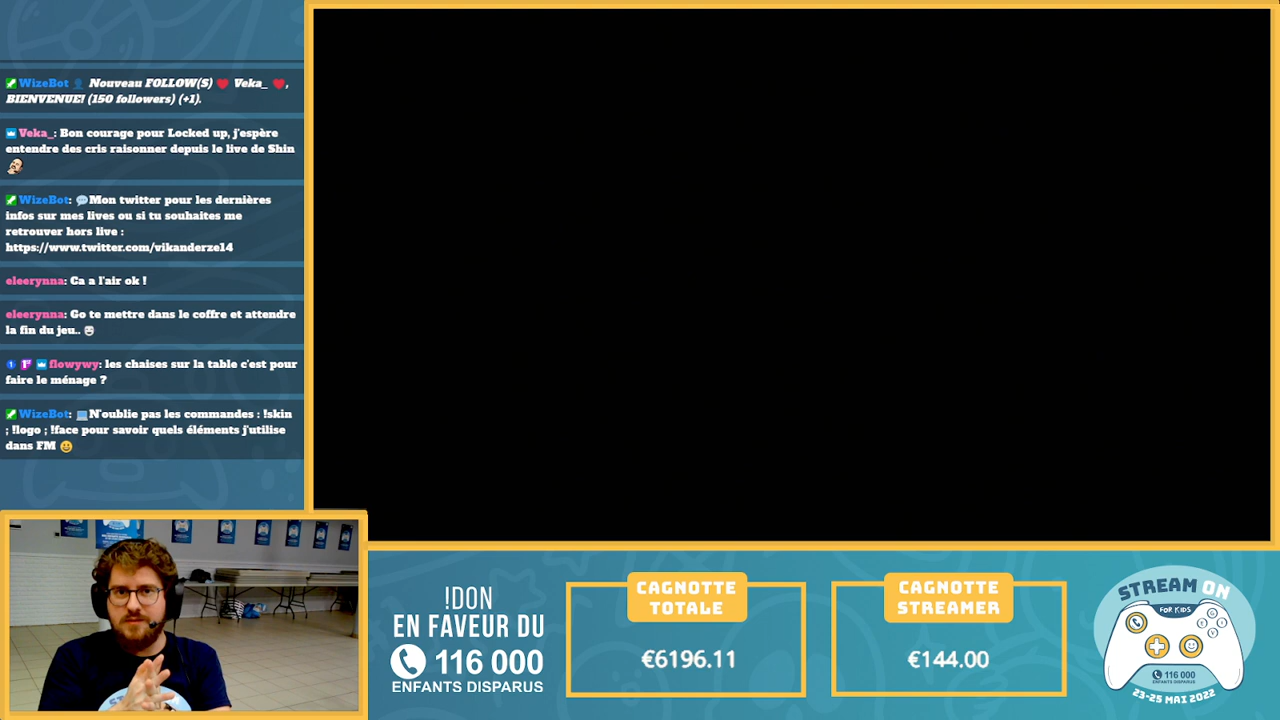 WizeBot Nouveau FOLLOW(S) ❤ Veka_ ❤,
BIENVENUE! (150 followers) (+1).
Veka_: Bon courage pour Locked up, j'espère
entendre des cris raisonner depuis le live de Shin
WizeBot: 💬Mon twitter pour les dernières
infos sur mes lives ou si tu souhaites me
retrouver hors live :
https://www.twitter.com/vikanderze14
eleerynna: Ca a l'air ok !
eleerynna: Go te mettre dans le coffre et attendre
la fin du jeu..
flowywy: les chaises sur la table c'est pour
faire le ménage ?
WizeBot: 💻N'oublie pas les commandes : !skin
; !logo ; !face pour savoir quels éléments j'utilise
dans FM 😀
!DON
EN FAVEUR DU
116 000
ENFANTS DISPARUS
CAGNOTTE
TOTALE
€6196.11
CAGNOTTE
STREAMER
€144.00
STREAM ON
FOR KIDS
G
E
I
V
116 000
ENFANTS DISPARUS
23-25 MAI 2022